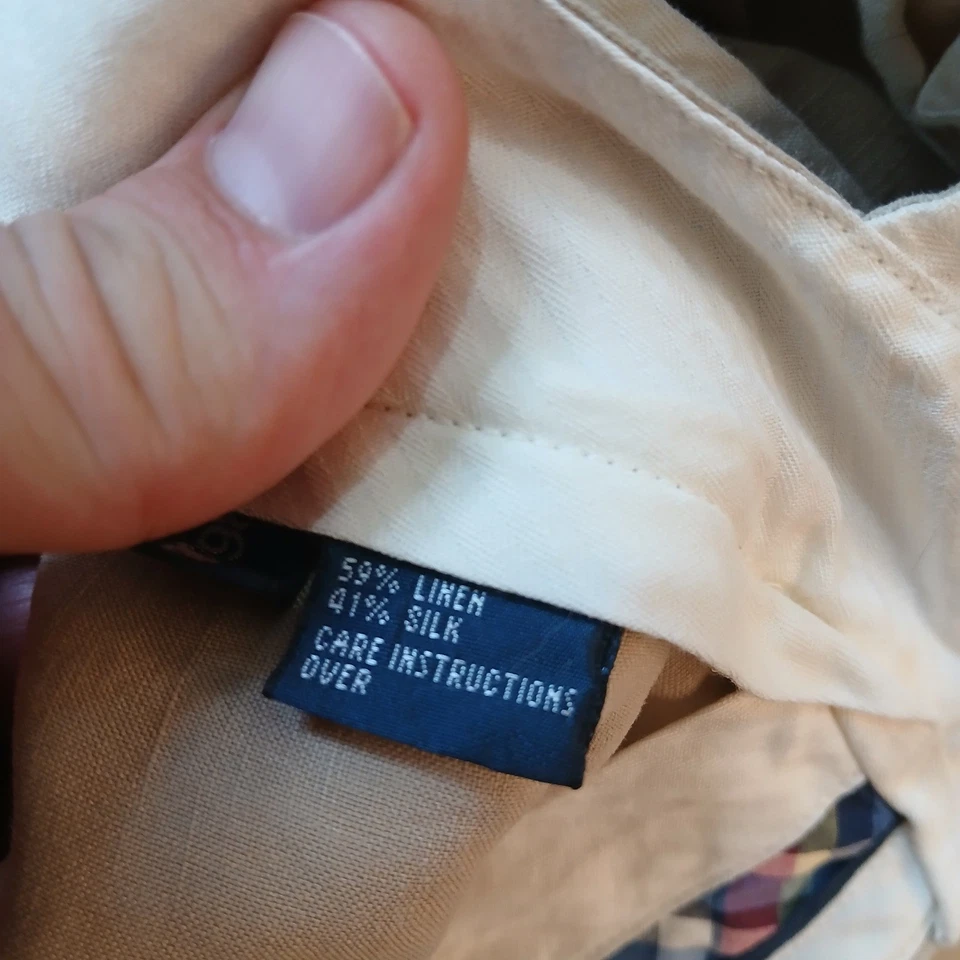 59% LINEN
41% SILK
CARE INSTRUCTIONS
OVER